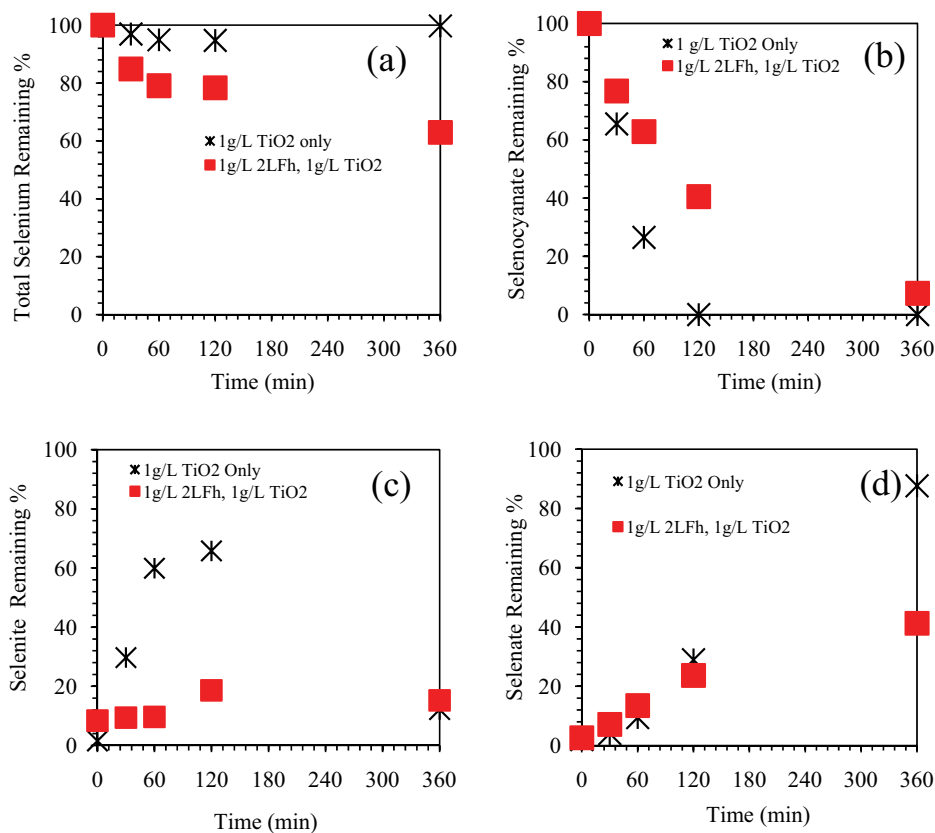 100
80
60
40
20
0
0 60 120 180 240 300 360
Total Selenium Remaining %
Time (min)
(a)
1g/L TiO2 only
1g/L 2LFh, 1g/L TiO2
100
80
60
40
20
0
0 60 120 180 240 300 360
Selenocyanate Remaining %
Time (min)
(b)
1 g/L TiO2 Only
1g/L 2LFh, 1g/L TiO2
100
80
60
40
20
0
0 60 120 180 240 300 360
Selenite Remaining %
Time (min)
(c)
1g/L TiO2 Only
1g/L 2LFh, 1g/L TiO2
100
80
60
40
20
0
0 60 120 180 240 300 360
Selenate Remaining %
Time (min)
(d)
1g/L TiO2 Only
1g/L 2LFh, 1g/L TiO2